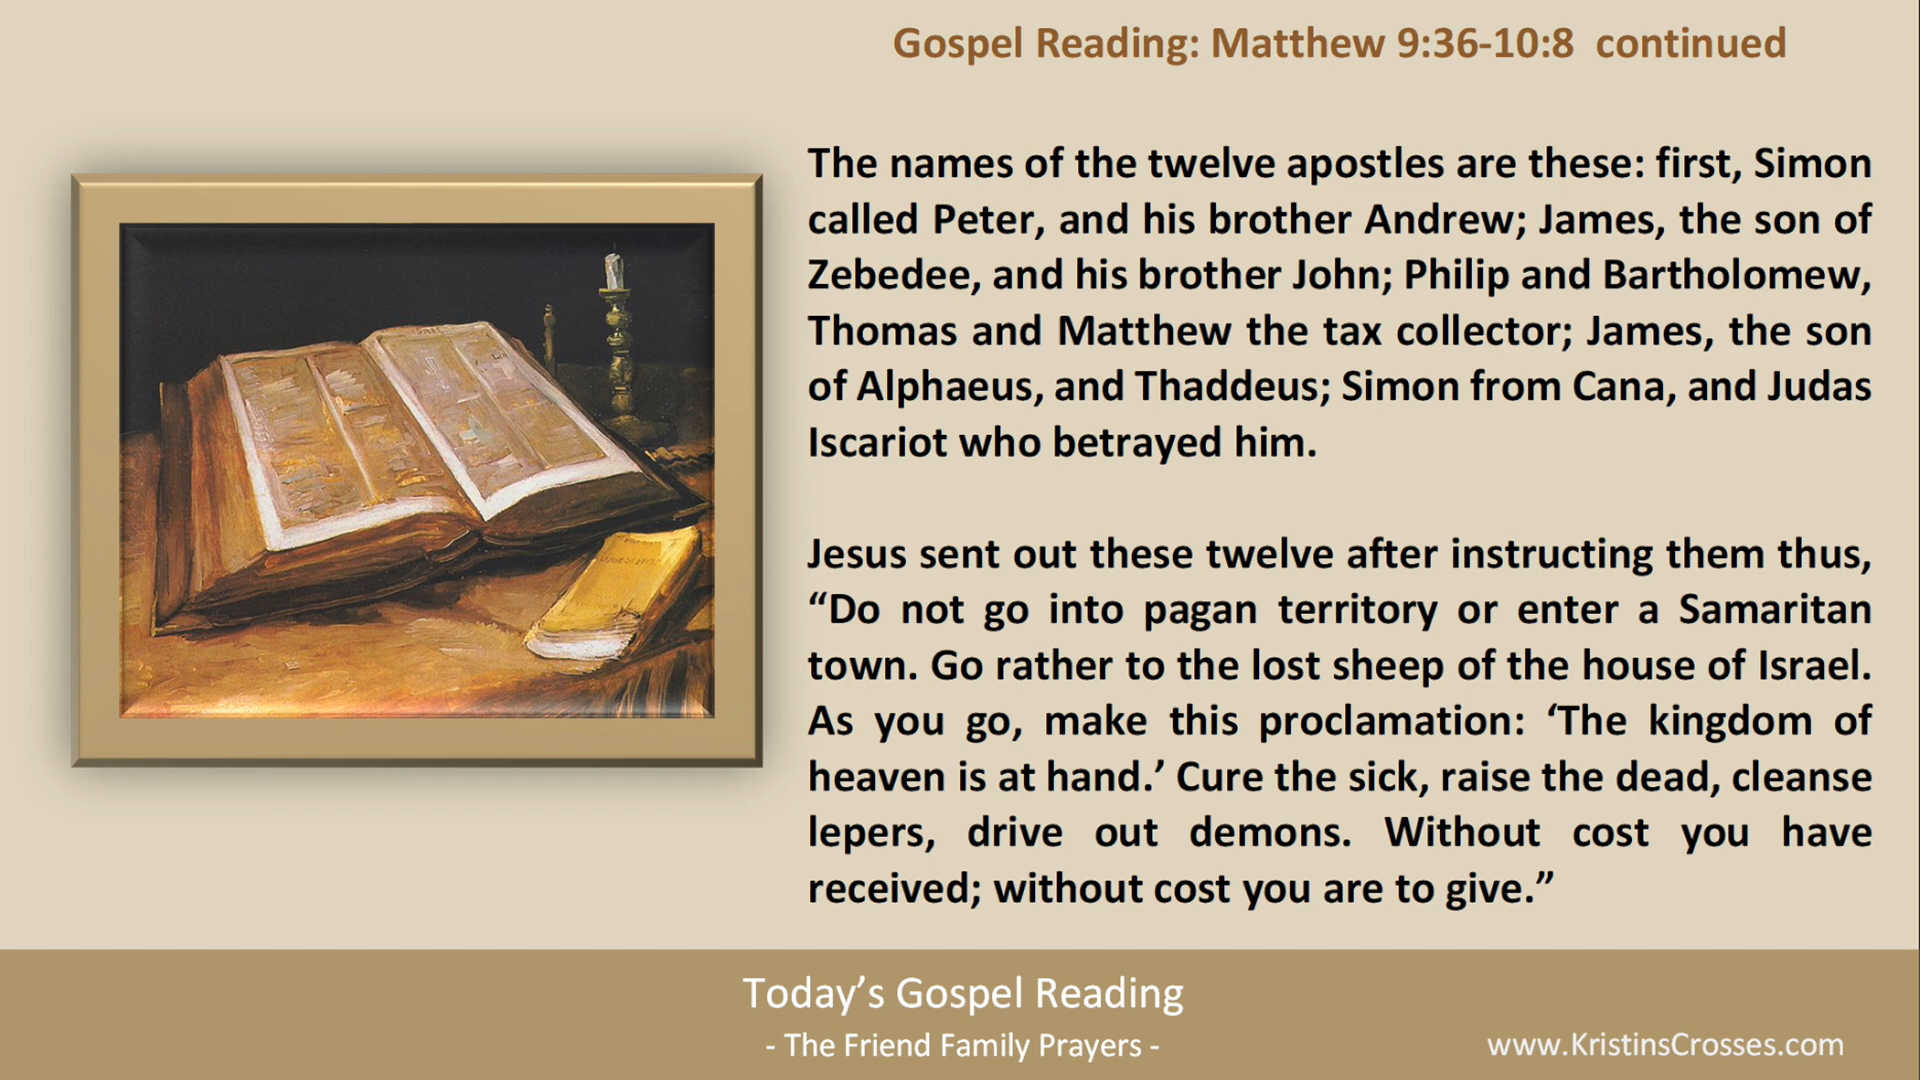 Gospel Reading: Matthew 9:36-10:8 continued
The names of the twelve apostles are these: first, Simon
called Peter, and his brother Andrew; James, the son of
Zebedee, and his brother John; Philip and Bartholomew,
Thomas and Matthew the tax collector; James, the son
of Alphaeus, and Thaddeus; Simon from Cana, and Judas
Iscariot who betrayed him.
Jesus sent out these twelve after instructing them thus,
“Do not go into pagan territory or enter a Samaritan
town. Go rather to the lost sheep of the house of Israel.
As you go, make this proclamation: ‘The kingdom of
heaven is at hand.’ Cure the sick, raise the dead, cleanse
lepers, drive out demons. Without cost you have
received; without cost you are to give.”
Today’s Gospel Reading
- The Friend Family Prayers -
www.KristinsCrosses.com